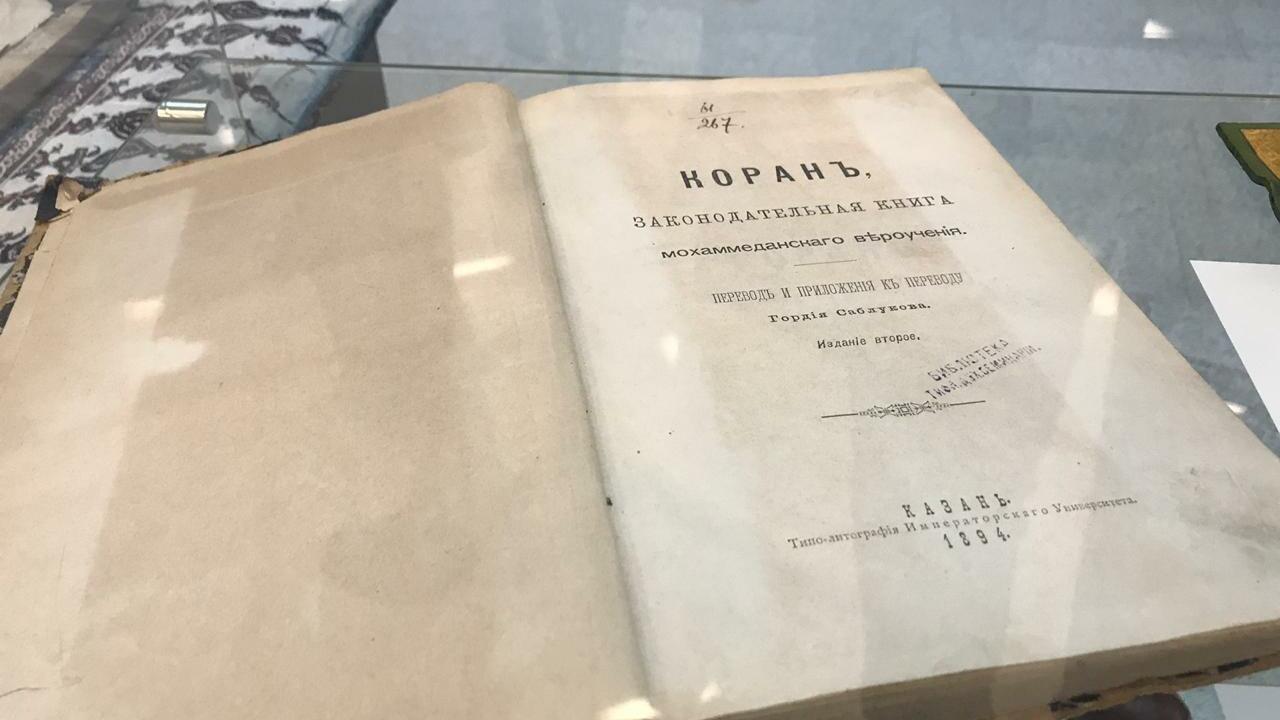 Ы
267.
КОРАНЪ,
ЗАКОНОДАТЕЛЬНАЯ КНИГА
МОХАММЕДАНСКАГО ВѢРОУЧЕНІЯ.
ПЕРЕВОДЪ И ПРИЛОЖЕНІЯ КЪ ПЕРЕВОДУ
Гордія Саблукова.
Изданіе второе.
БИБЛІОТЕКА
КАЗАНЬ.
Типо-литографія Императорскаго Университета.
1894.